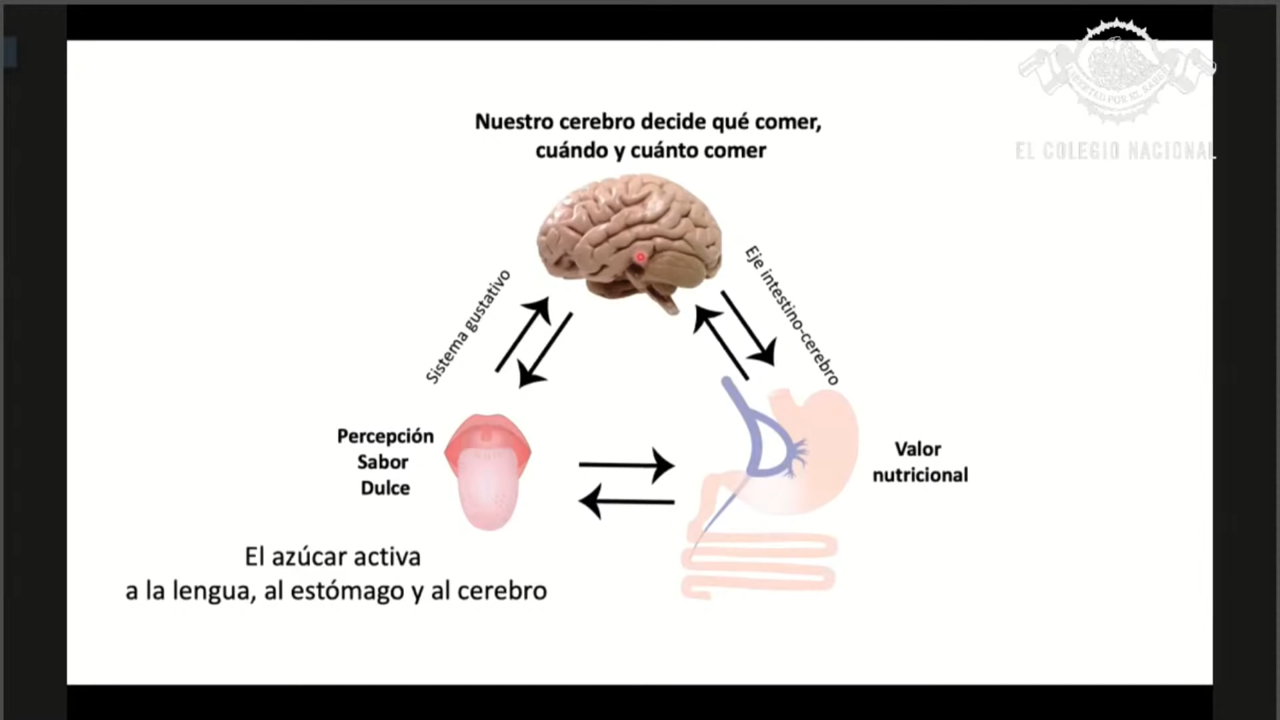 EL COLEGIO NACIONAL
Nuestro cerebro decide qué comer,
cuándo y cuánto comer
Sistema gustativo
Eje intestino-cerebro
Percepción
Sabor
Dulce
Valor
nutricional
El azúcar activa
a la lengua, al estómago y al cerebro